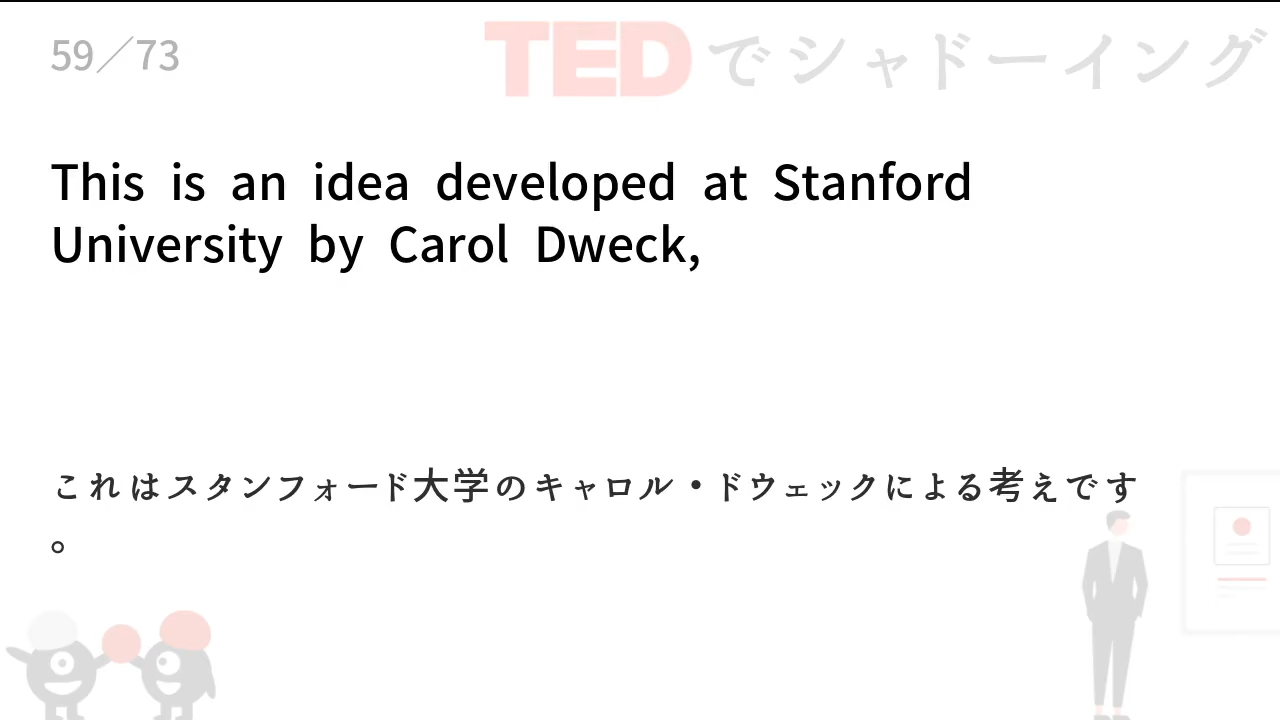 59／73
TEDでシャドーイング
This is an idea developed at Stanford
University by Carol Dweck,
これはスタンフォード大学のキャロル・ドウェックによる考えです
。